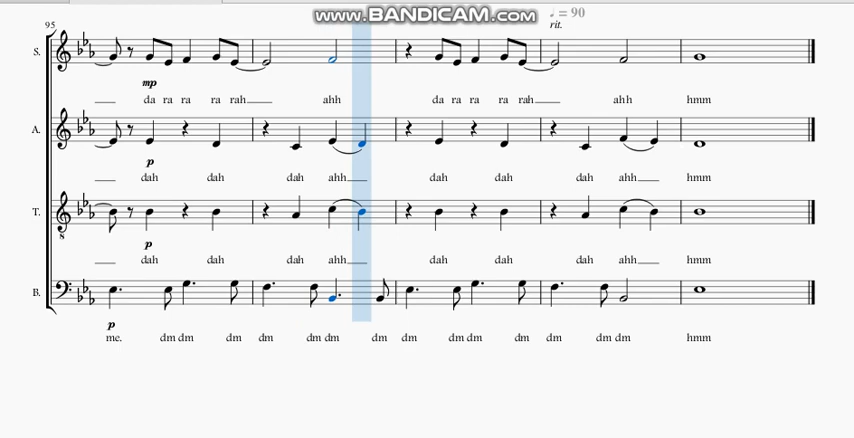 www.BANDICAM.com
♩ = 90
rit.
95
S.
mp
da ra ra ra rah ahh da ra ra ra rah ahh hmm
A.
p
dah dah dah ahh dah dah dah ahh hmm
T.
8
p
dah dah dah ahh dah dah dah ahh hmm
B.
p
me. dm dm dm dm dm dm dm dm dm dm dm dm dm dm hmm